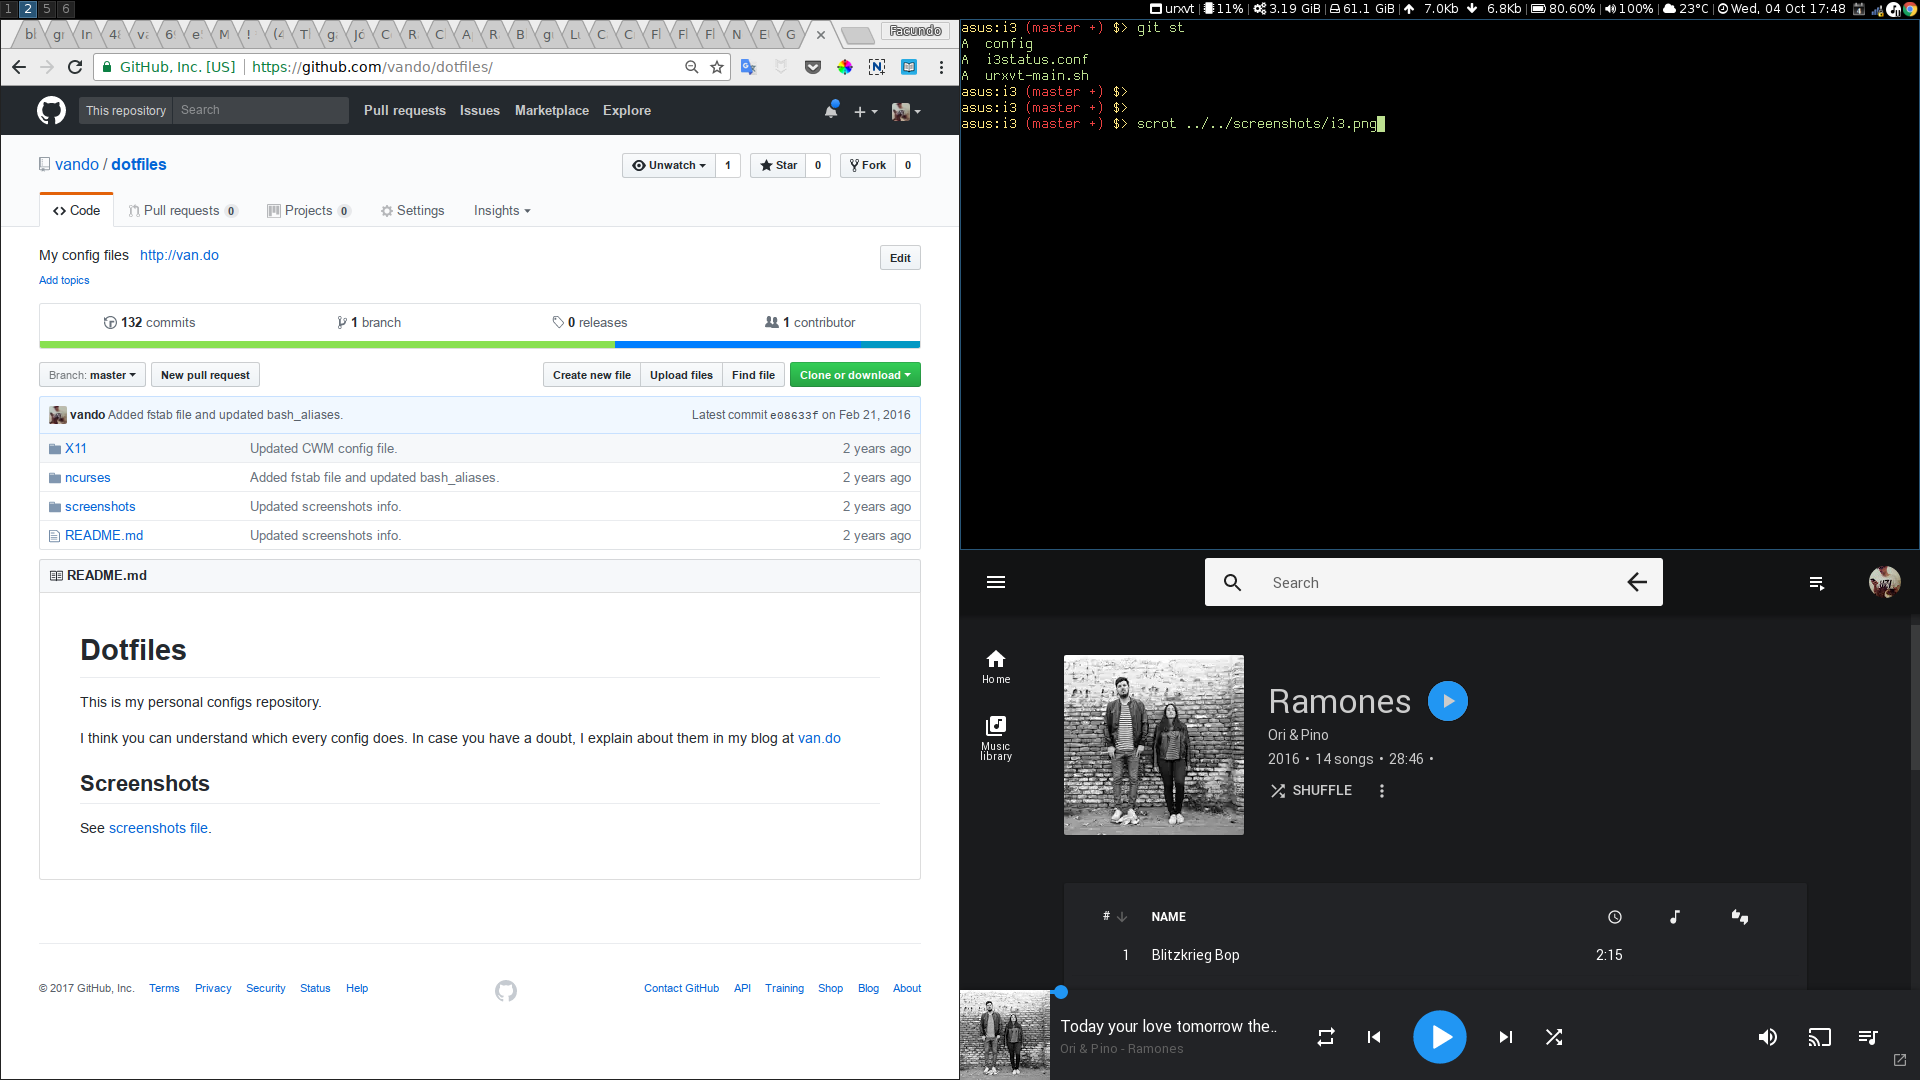 1 2 5 6
urxvt 11% 3.19 GiB 61.1 GiB 7.0Kb 6.8Kb 80.60% 100% 23°C Wed, 04 Oct 17:48
Facundo
GitHub, Inc. [US] https://github.com/vando/dotfiles/
This repository Search Pull requests Issues Marketplace Explore
vando / dotfiles
Unwatch 1 Star 0 Fork 0
Code Pull requests 0 Projects 0 Settings Insights
My config files http://van.do
Edit
Add topics
132 commits 1 branch 0 releases 1 contributor
Branch: master New pull request Create new file Upload files Find file Clone or download
vando Added fstab file and updated bash_aliases. Latest commit e08633f on Feb 21, 2016
X11 Updated CWM config file. 2 years ago
ncurses Added fstab file and updated bash_aliases. 2 years ago
screenshots Updated screenshots info. 2 years ago
README.md Updated screenshots info. 2 years ago
README.md
Dotfiles
This is my personal configs repository.
I think you can understand which every config does. In case you have a doubt, I explain about them in my blog at van.do
Screenshots
See screenshots file.
© 2017 GitHub, Inc. Terms Privacy Security Status Help Contact GitHub API Training Shop Blog About
asus:i3 (master +) $> git st
A config
A i3status.conf
A urxvt-main.sh
asus:i3 (master +) $>
asus:i3 (master +) $>
asus:i3 (master +) $> scrot ../../screenshots/i3.png
Search
Home
Music
library
Ramones
Ori & Pino
2016 • 14 songs • 28:46 •
SHUFFLE
# NAME
1 Blitzkrieg Bop 2:15
Today your love tomorrow the..
Ori & Pino - Ramones